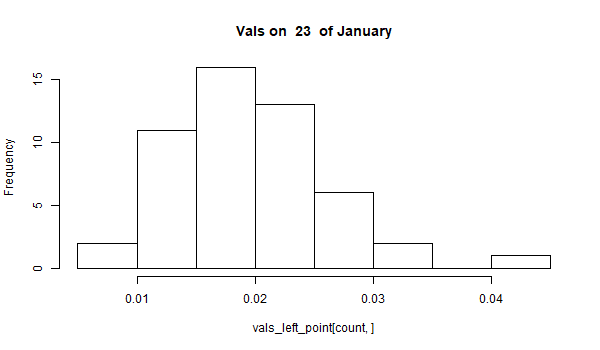 Vals on  23  of January
15
10
5
0
Frequency
0.01 0.02 0.03 0.04
vals_left_point[count, ]